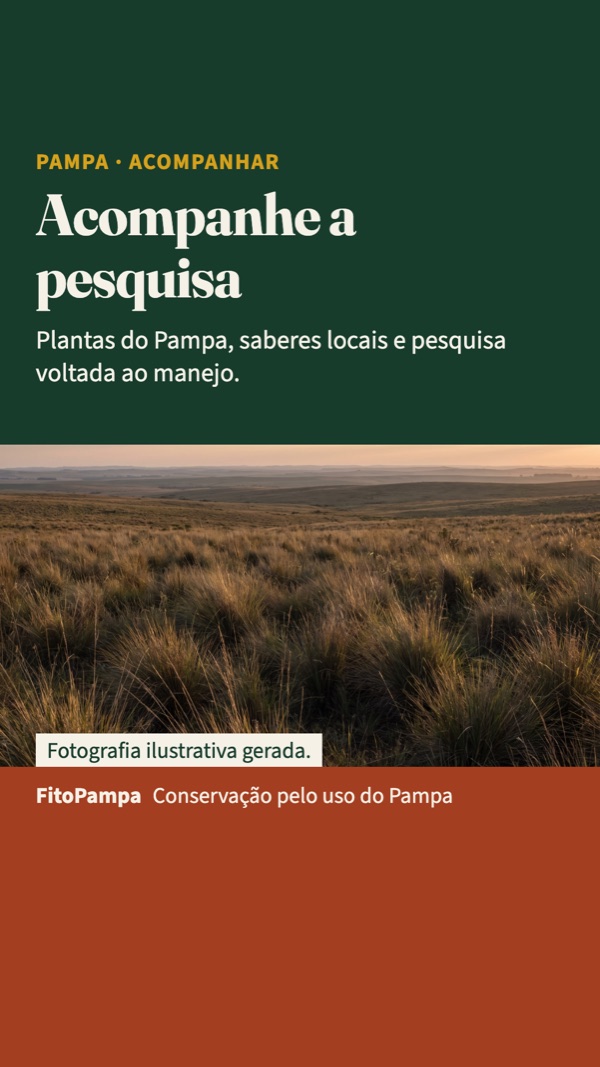 PAMPA · ACOMPANHAR
Acompanhe a
pesquisa
Plantas do Pampa, saberes locais e pesquisa
voltada ao manejo.
Fotografia ilustrativa gerada.
FitoPampa Conservação pelo uso do Pampa